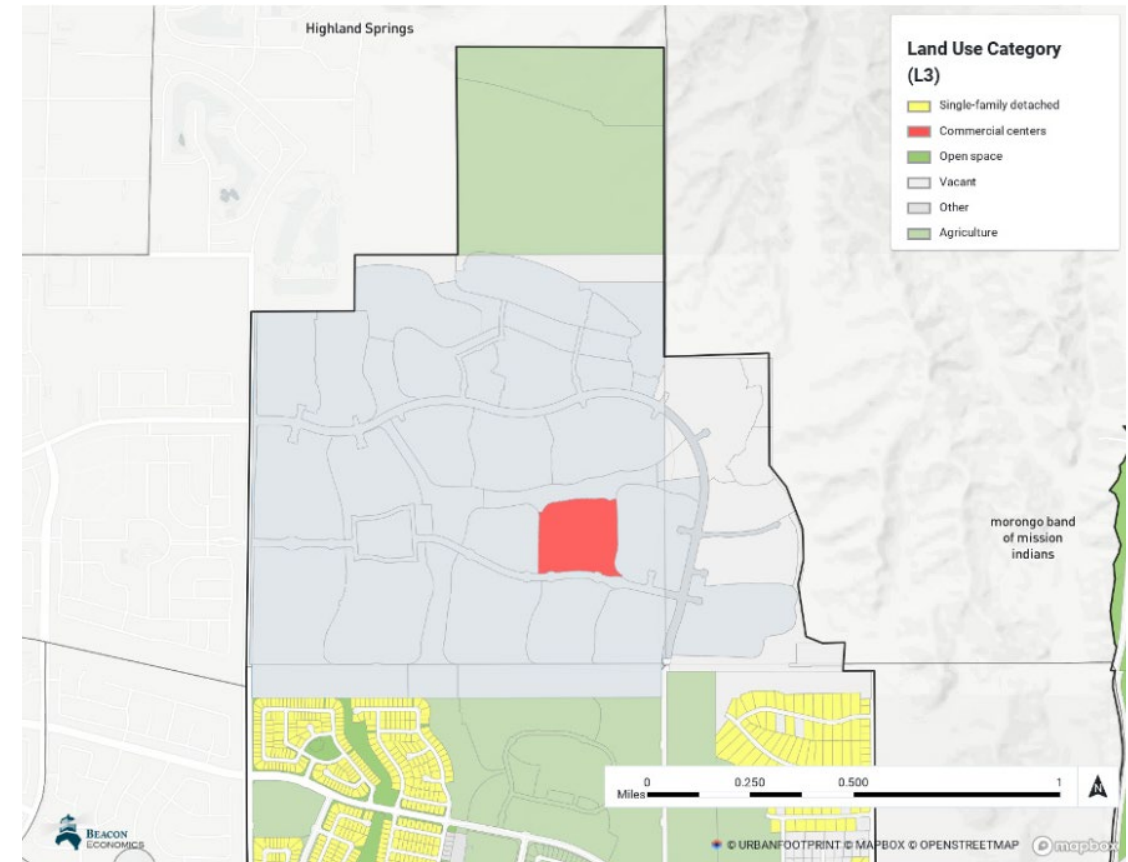 Highland Springs
Land Use Category
(L3)
Single-family detached
Commercial centers
Open space
Vacant
Other
Agriculture
morongo band
of mission
indians
0 0.250 0.500 1
Miles
N
BEACON
ECONOMICS
© URBANFOOTPRINT © MAPBOX © OPENSTREETMAP
mapbox